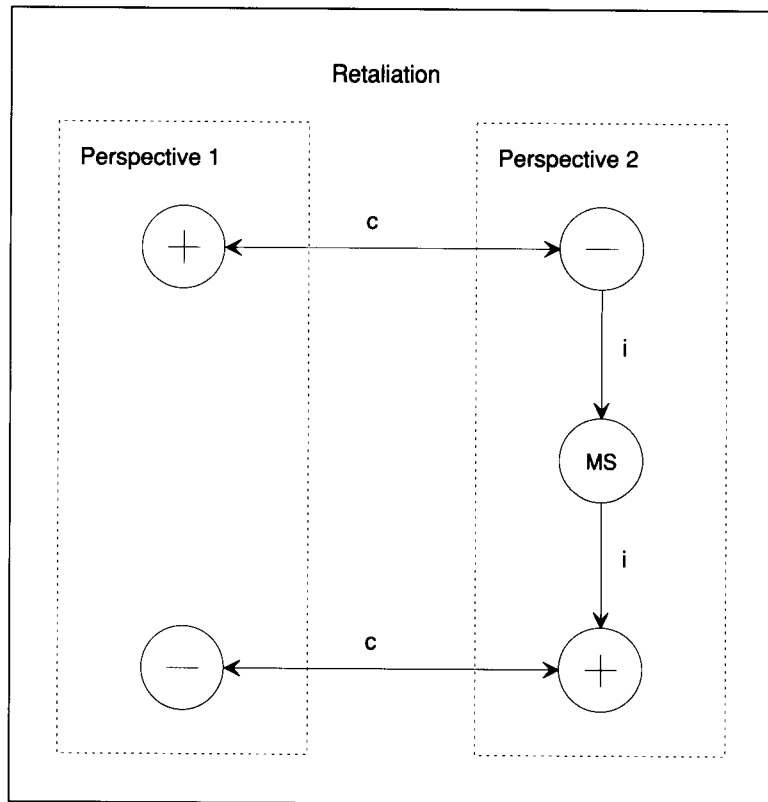 Retaliation
Perspective 1
Perspective 2
+
c
−
i
MS
i
−
c
+